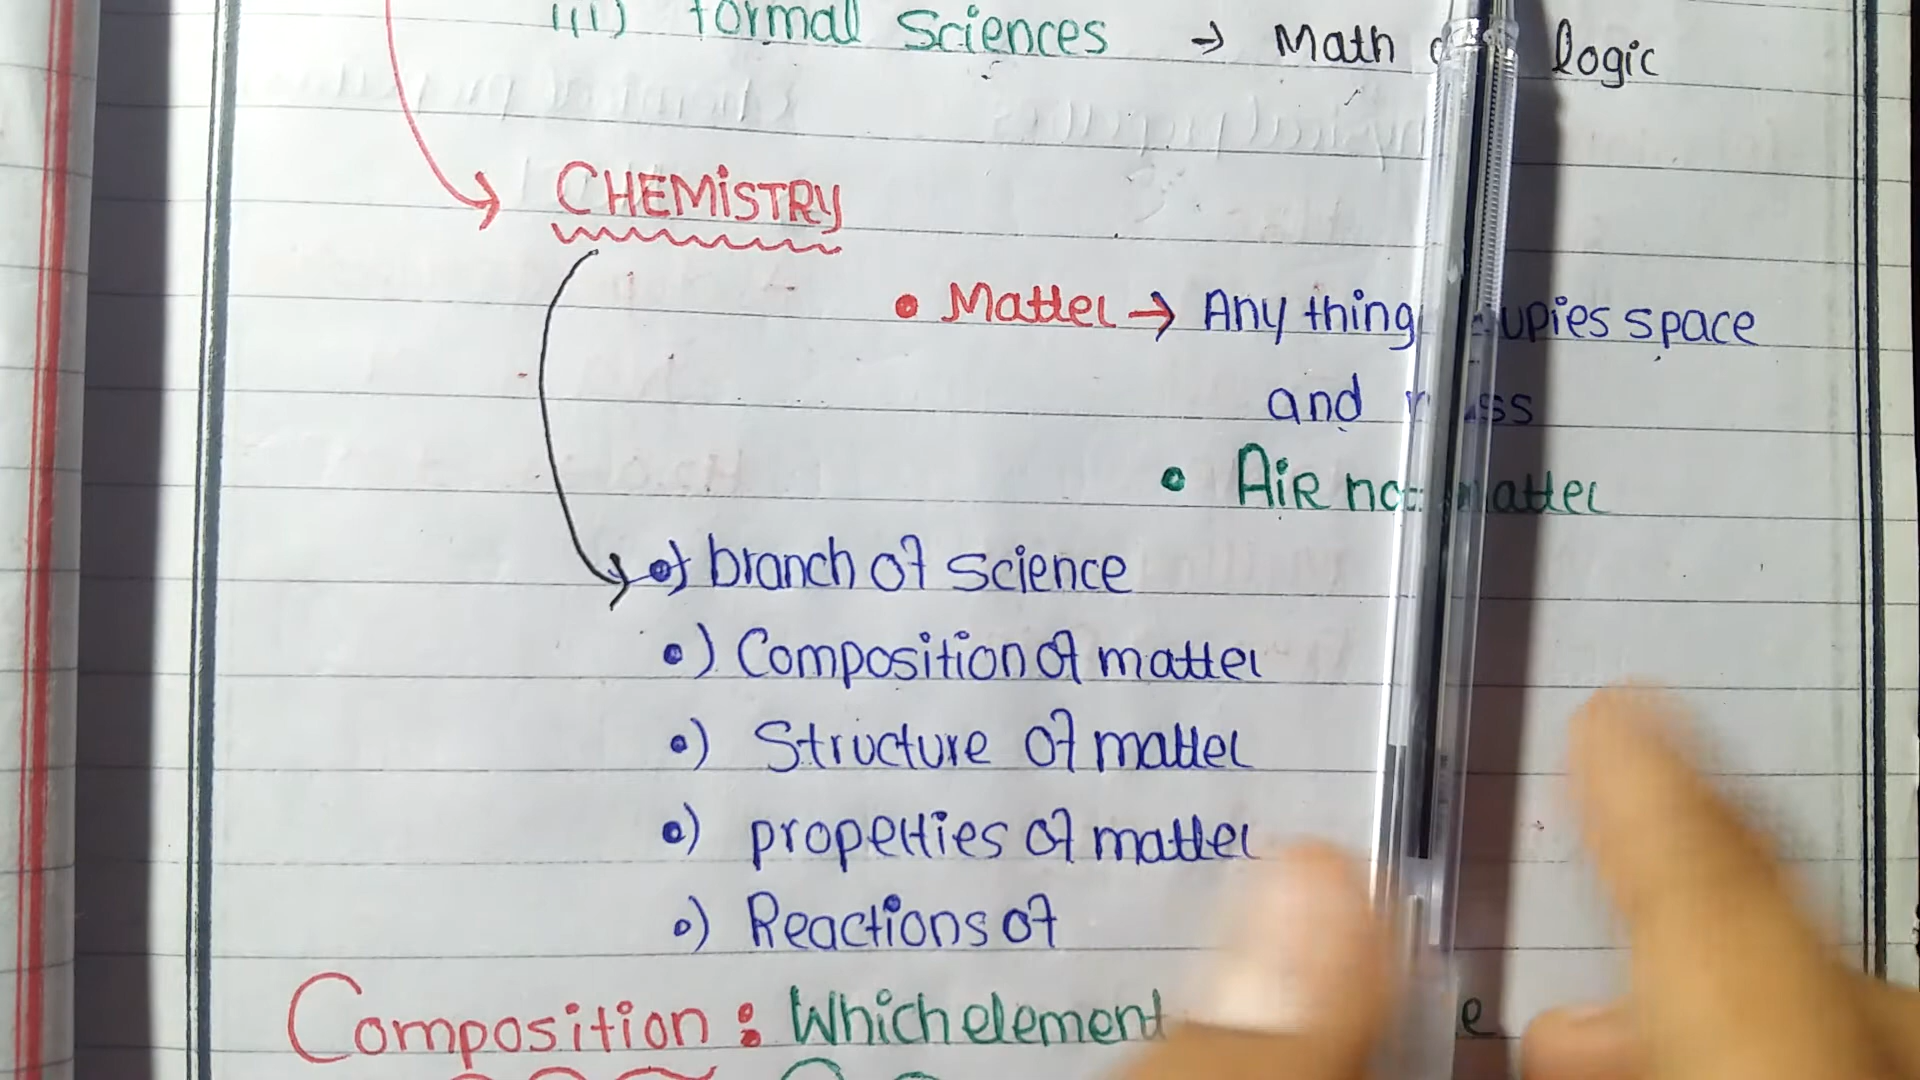 iii) formal Sciences → Math logic
CHEMiSTRY
• Matter → Any thing space
and
• AiR matter
•) branch of science
•) Composition of matter
•) Structure of matter
•) properties of matter
•) Reactions of
Composition : Which element